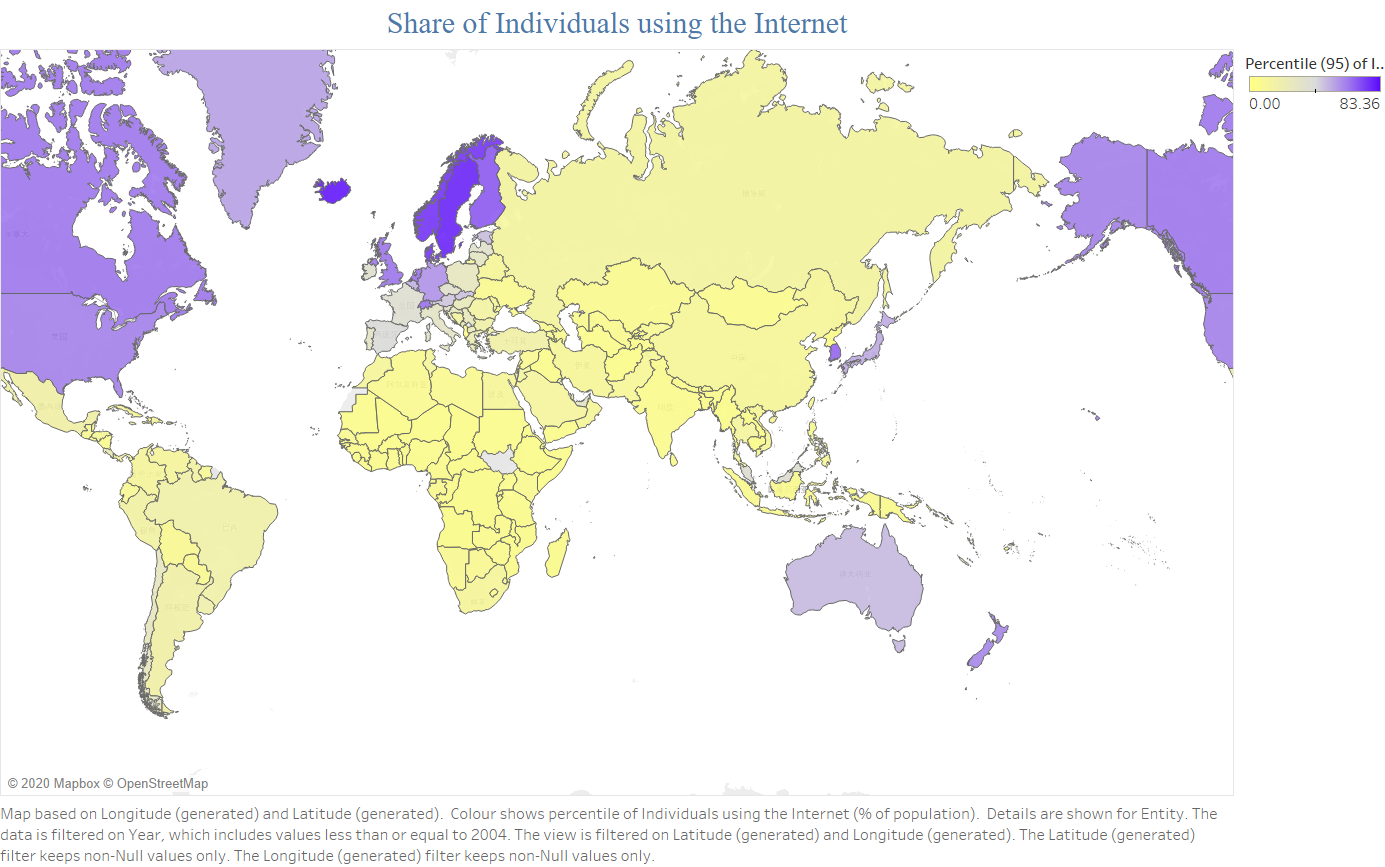 Share of Individuals using the Internet
Percentile (95) of I..
0.00 83.36
© 2020 Mapbox © OpenStreetMap
Map based on Longitude (generated) and Latitude (generated).  Colour shows percentile of Individuals using the Internet (% of population).  Details are shown for Entity. The
data is filtered on Year, which includes values less than or equal to 2004. The view is filtered on Latitude (generated) and Longitude (generated). The Latitude (generated)
filter keeps non-Null values only. The Longitude (generated) filter keeps non-Null values only.